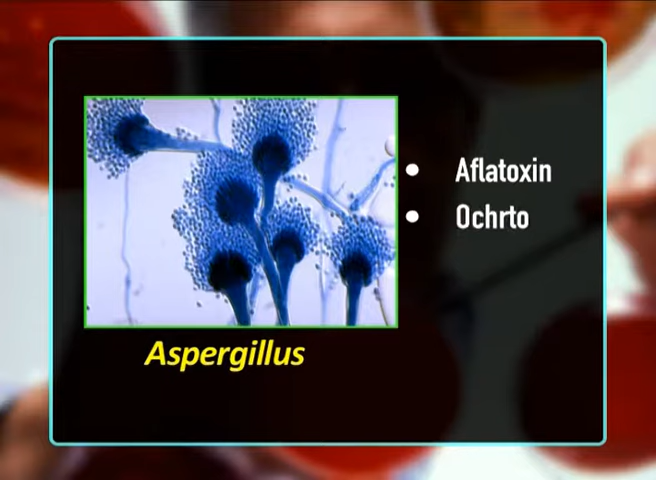 • Aflatoxin
• Ochrto
Aspergillus